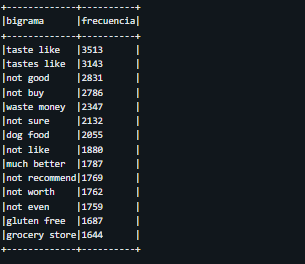 +-------------+----------+
|bigrama      |frecuencia|
+-------------+----------+
|taste like   |3513      |
|tastes like  |3143      |
|not good     |2831      |
|not buy      |2786      |
|waste money  |2347      |
|not sure     |2132      |
|dog food     |2055      |
|not like     |1880      |
|much better  |1787      |
|not recommend|1769      |
|not worth    |1762      |
|not even     |1759      |
|gluten free  |1687      |
|grocery store|1644      |
+-------------+----------+